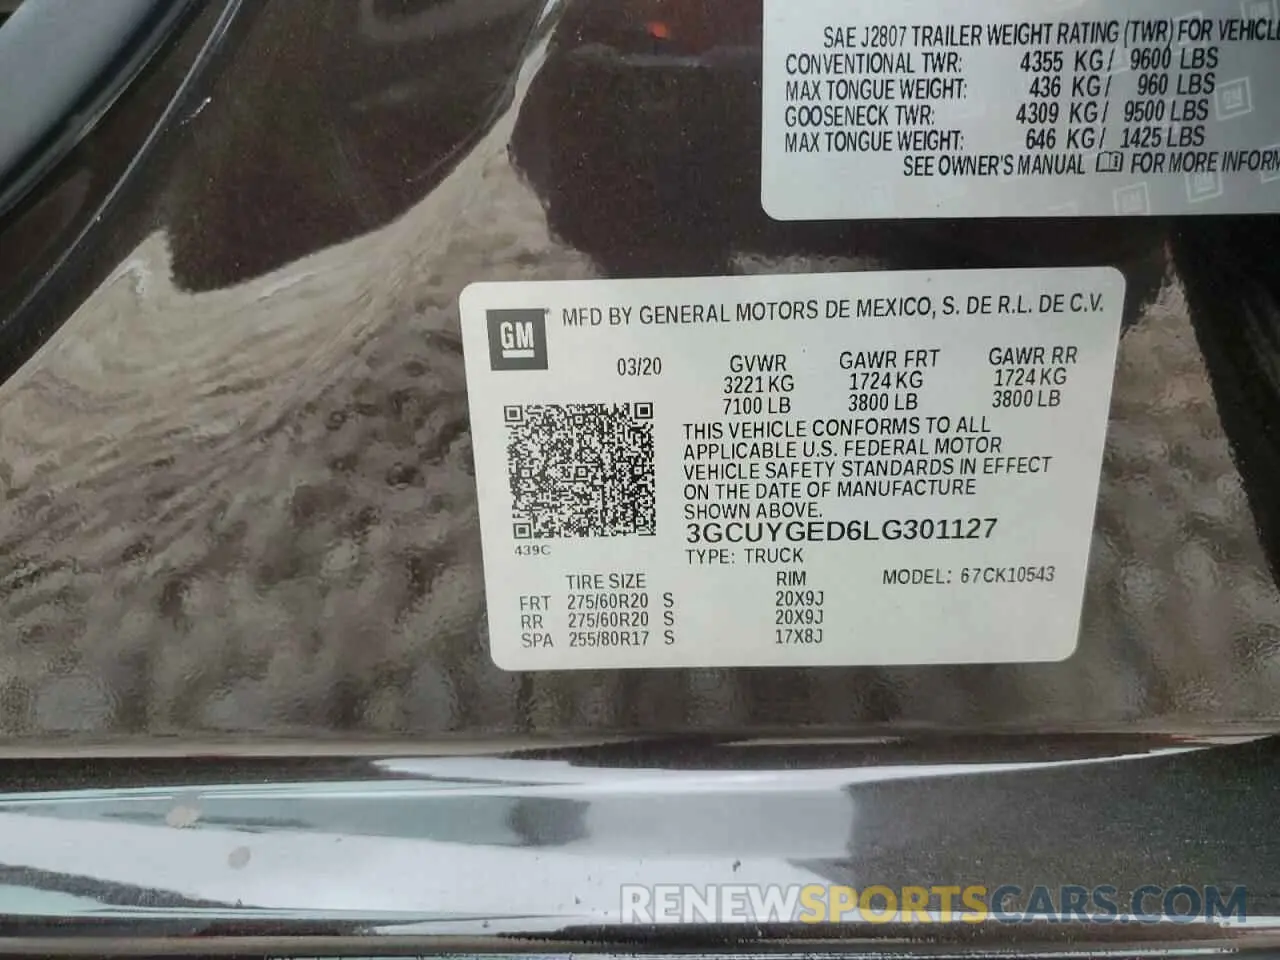 SAE J2807 TRAILER WEIGHT RATING (TWR) FOR VEHICLE
CONVENTIONAL TWR: 4355 KG/ 9600 LBS
MAX TONGUE WEIGHT: 436 KG/ 960 LBS
GOOSENECK TWR: 4309 KG/ 9500 LBS
MAX TONGUE WEIGHT: 646 KG/ 1425 LBS
SEE OWNER'S MANUAL FOR MORE INFORM
GM MFD BY GENERAL MOTORS DE MEXICO, S. DE R.L. DE C.V.
03/20 GVWR GAWR FRT GAWR RR
3221 KG 1724 KG 1724 KG
7100 LB 3800 LB 3800 LB
THIS VEHICLE CONFORMS TO ALL
APPLICABLE U.S. FEDERAL MOTOR
VEHICLE SAFETY STANDARDS IN EFFECT
ON THE DATE OF MANUFACTURE
SHOWN ABOVE.
3GCUYGED6LG301127
439C
TYPE: TRUCK
TIRE SIZE RIM MODEL: 67CK10543
FRT 275/60R20 S 20X9J
RR 275/60R20 S 20X9J
SPA 255/80R17 S 17X8J
RENEWSPORTSCARS.COM